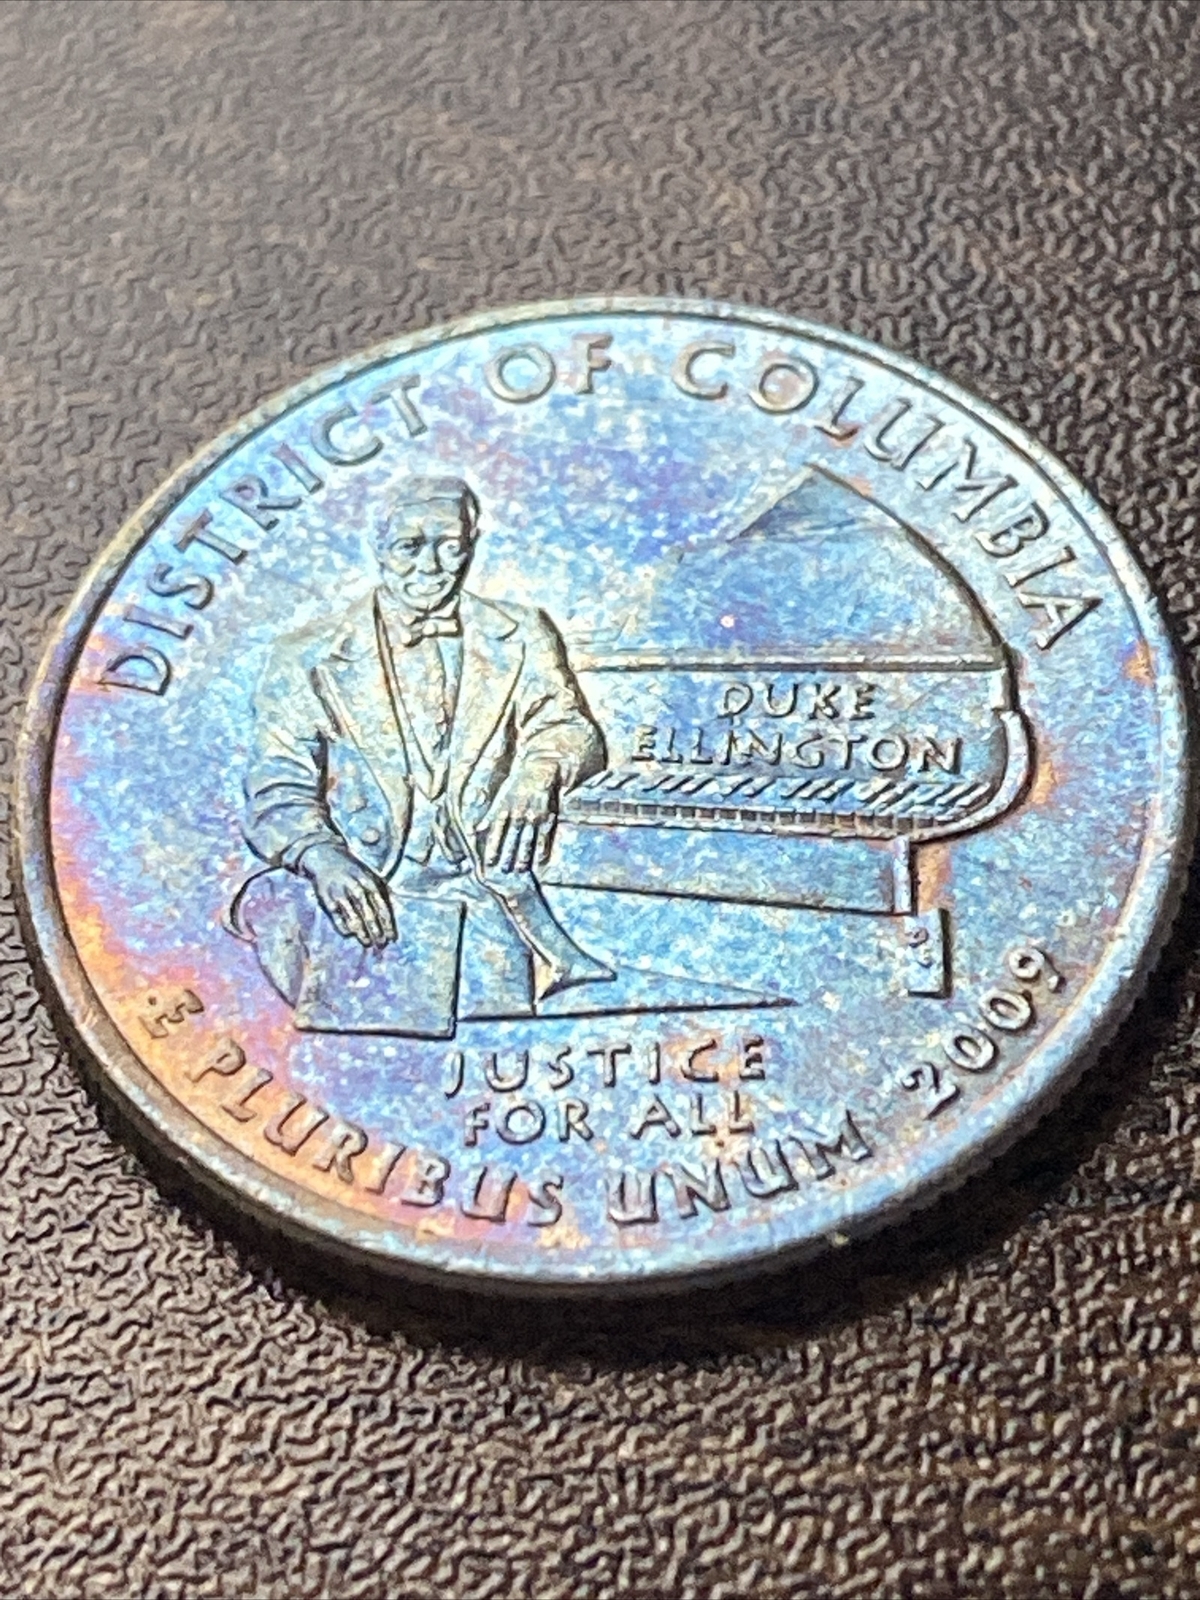 DISTRICT OF COLUMBIA
DUKE
ELLINGTON
JUSTICE
FOR ALL
E PLURIBUS UNUM 2009